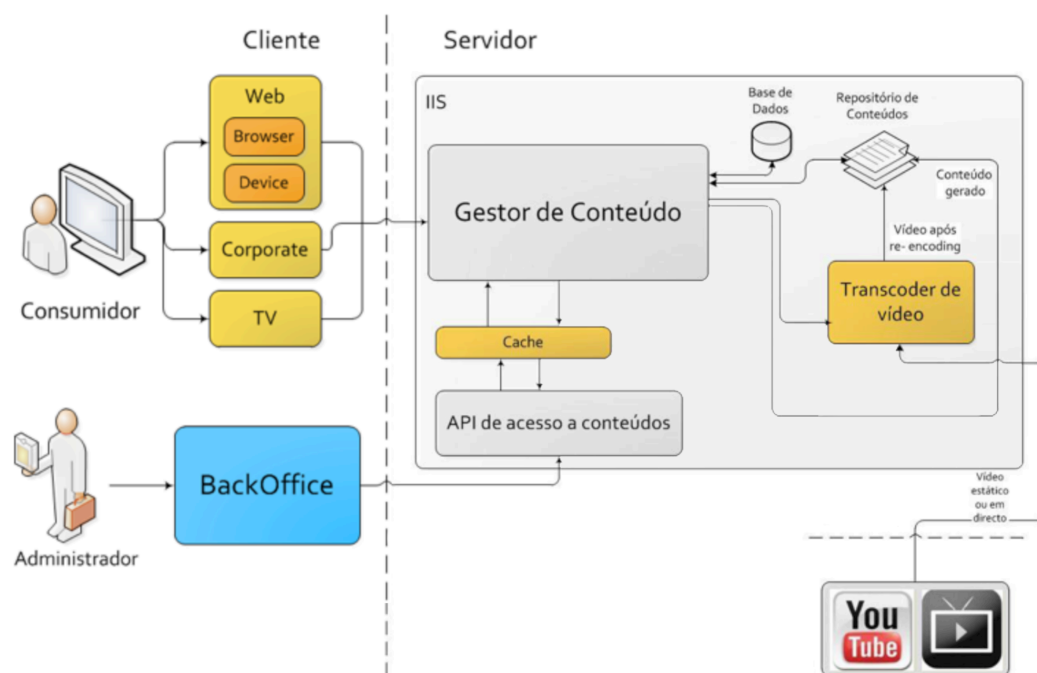 Cliente
Servidor
Web
Browser
Device
Corporate
TV
Consumidor
IIS
Base de
Dados
Repositório de
Conteúdos
Gestor de Conteúdo
Conteúdo
gerado
Vídeo após
re- encoding
Transcoder de
vídeo
Cache
API de acesso a conteúdos
BackOffice
Administrador
Vídeo
estático
ou em
directo
You
Tube